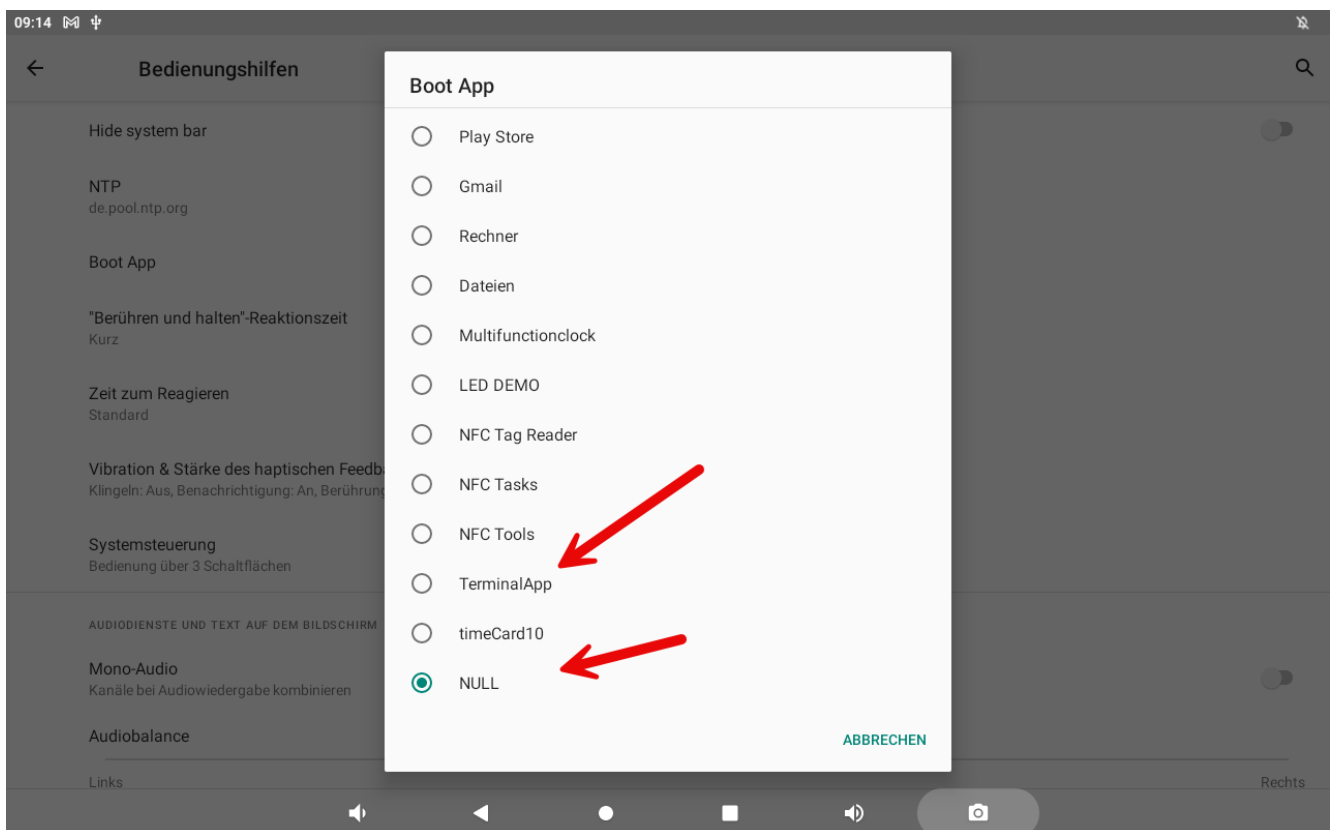 09:14
Bedienungshilfen
Hide system bar
NTP
de.pool.ntp.org
Boot App
"Berühren und halten"-Reaktionszeit
Kurz
Zeit zum Reagieren
Standard
Vibration & Stärke des haptischen Feedba
Klingeln: Aus, Benachrichtigung: An, Berührung
Systemsteuerung
Bedienung über 3 Schaltflächen
AUDIODIENSTE UND TEXT AUF DEM BILDSCHIRM
Mono-Audio
Kanäle bei Audiowiedergabe kombinieren
Audiobalance
Links
Rechts
Boot App
Play Store
Gmail
Rechner
Dateien
Multifunctionclock
LED DEMO
NFC Tag Reader
NFC Tasks
NFC Tools
TerminalApp
timeCard10
NULL
ABBRECHEN